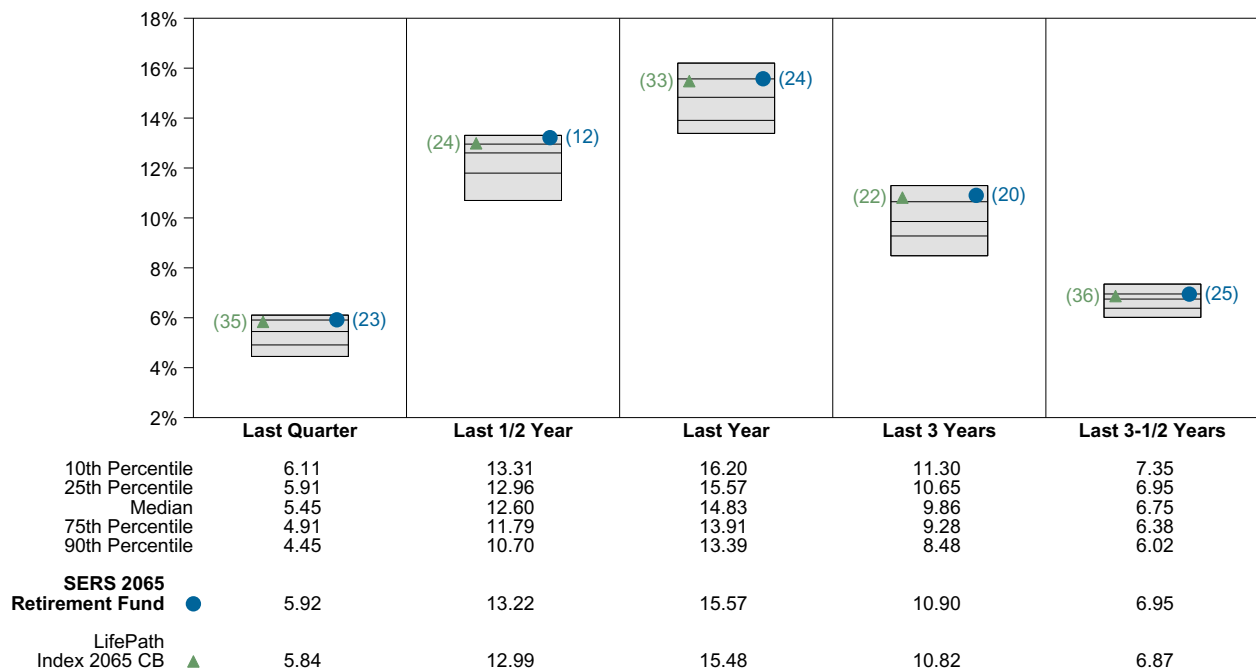 18%
16%
14%
12%
10%
8%
6%
4%
2%
(35) (23)
(24) (12)
(33) (24)
(22) (20)
(36) (25)
Last Quarter Last 1/2 Year Last Year Last 3 Years Last 3-1/2 Years
10th Percentile 6.11 13.31 16.20 11.30 7.35
25th Percentile 5.91 12.96 15.57 10.65 6.95
Median 5.45 12.60 14.83 9.86 6.75
75th Percentile 4.91 11.79 13.91 9.28 6.38
90th Percentile 4.45 10.70 13.39 8.48 6.02
SERS 2065
Retirement Fund 5.92 13.22 15.57 10.90 6.95
LifePath
Index 2065 CB 5.84 12.99 15.48 10.82 6.87